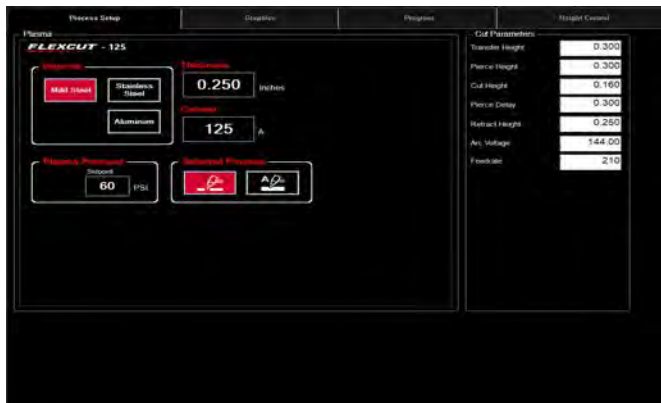 Process Setup
Graphics
Program
Height Control
Plasma
FLEXCUT - 125
Material
Mild Steel
Stainless
Steel
Aluminum
Thickness
0.250 Inches
Current
125 A
Plasma Pressure
Setpoint
60 PSI
Selected Process
A
Cut Parameters
Transfer Height 0.300
Pierce Height 0.300
Cut Height 0.160
Pierce Delay 0.300
Retract Height 0.250
Arc Voltage 144.00
Feedrate 210